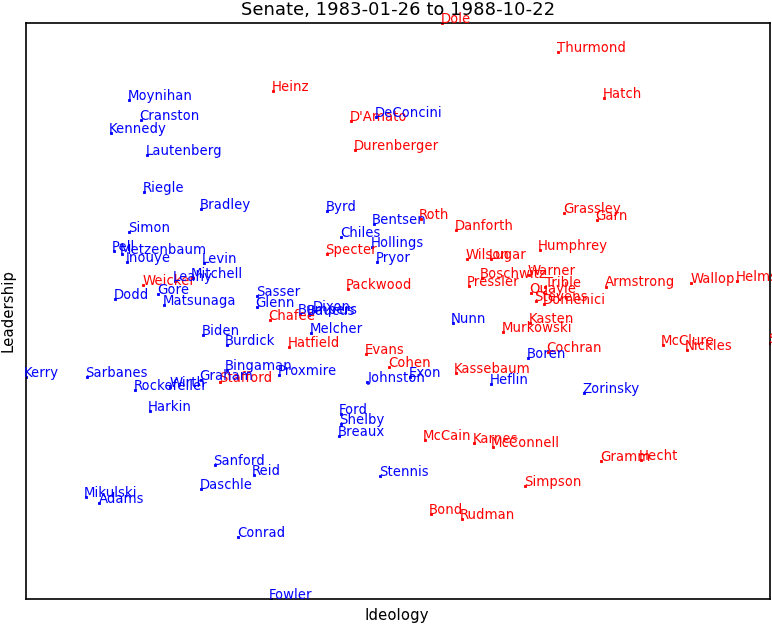 Senate, 1983-01-26 to 1988-10-22
Dole
Thurmond
Heinz
Hatch
Moynihan
DeConcini
Cranston
D'Amato
Kennedy
Durenberger
Lautenberg
Riegle
Bradley
Byrd
Grassley
Roth
Garn
Bentsen
Danforth
Simon
Chiles
Hollings
Humphrey
Pell
Metzenbaum
Specter
Wilson
Lugar
Inouye
Levin
Pryor
Warner
Mitchell
Boschwitz
Leahy
Weicker
Wallop
Helms
Pressler
Trible
Armstrong
Packwood
Gore
Quayle
Dodd
Sasser
Stevens
Domenici
Matsunaga
Glenn
Dixon
Bumpers
Baucus
Chafee
Nunn
Kasten
Biden
Melcher
Murkowski
Burdick
Hatfield
McClure
Nickles
Evans
Cochran
Boren
Cohen
Bingaman
Kassebaum
Kerry
Sarbanes
Proxmire
Exon
Graham
Stafford
Johnston
Heflin
Wirth
Rockefeller
Zorinsky
Harkin
Ford
Shelby
Breaux
McCain
Karnes
McConnell
Gramm
Hecht
Sanford
Reid
Stennis
Simpson
Daschle
Mikulski
Adams
Bond
Rudman
Conrad
Fowler
Leadership
Ideology